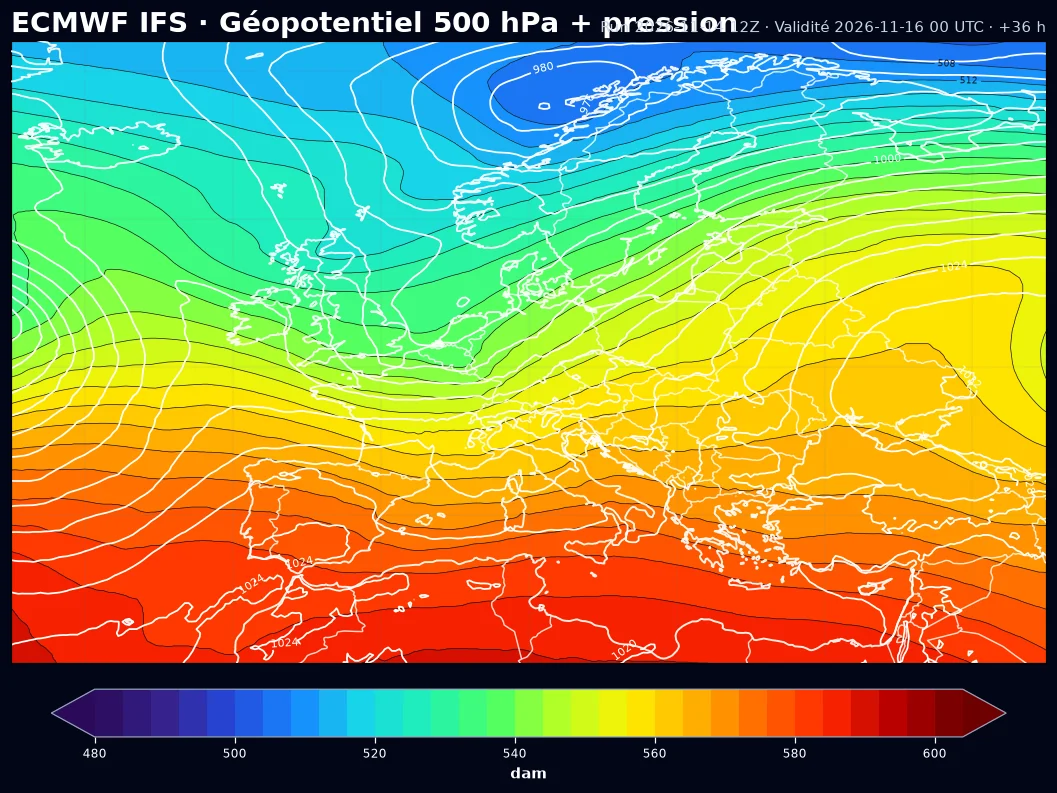 ECMWF IFS · Géopotentiel 500 hPa + pression
2Z · Validité 2026-11-16 00 UTC · +36 h
980
508
512
1000
1024
1024
1024
1024
1020
480 500 520 540 560 580 600
dam